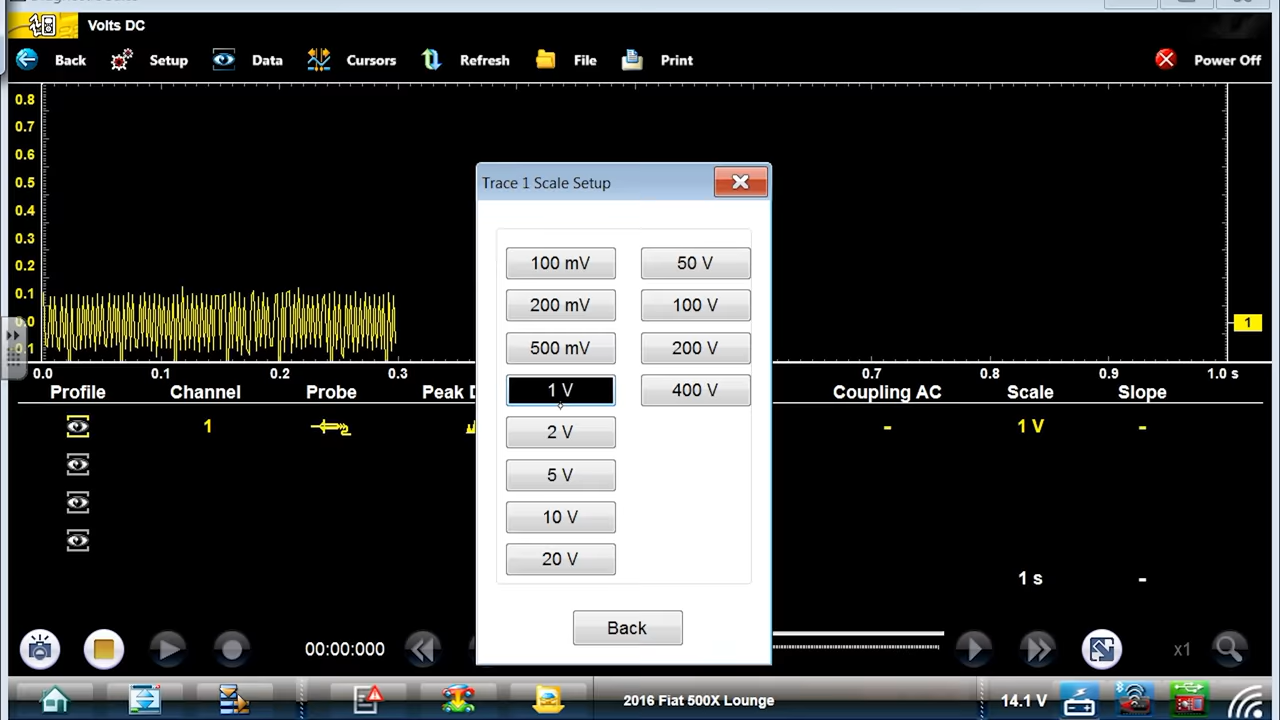 Volts DC
Back Setup Data Cursors Refresh File Print Power Off
Trace 1 Scale Setup
0.8
0.7
0.6
0.5
0.4
0.3
0.2
0.1
0.0
0.1
1
100 mV 50 V
200 mV 100 V
500 mV 200 V
1 V 400 V
2 V
5 V
10 V
20 V
Back
0.0 0.1 0.2 0.3 0.7 0.8 0.9 1.0 s
Profile Channel Probe Peak Coupling AC Scale Slope
1 - 1 V -
1 s -
00:00:000 x1
2016 Fiat 500X Lounge 14.1 V